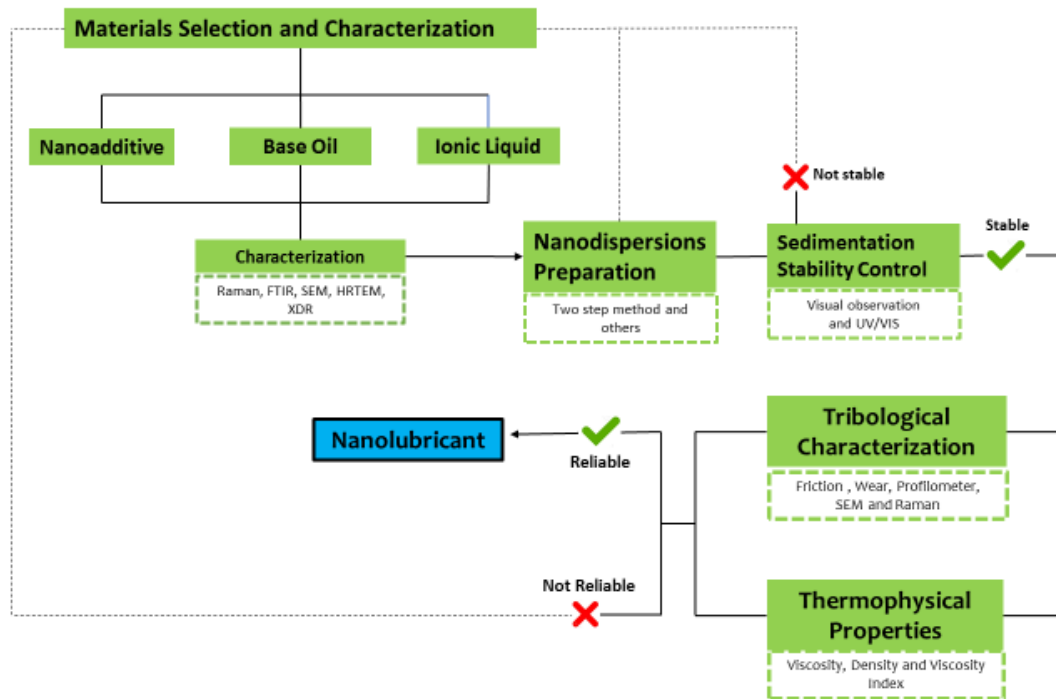 Materials Selection and Characterization
Nanoadditive
Base Oil
Ionic Liquid
Not stable
Characterization
Raman, FTIR, SEM, HRTEM,
XDR
Nanodispersions
Preparation
Two step method and
others
Sedimentation
Stability Control
Visual observation
and UV/VIS
Stable
Nanolubricant
Reliable
Tribological
Characterization
Friction , Wear, Profilometer,
SEM and Raman
Not Reliable
Thermophysical
Properties
Viscosity, Density and Viscosity
Index